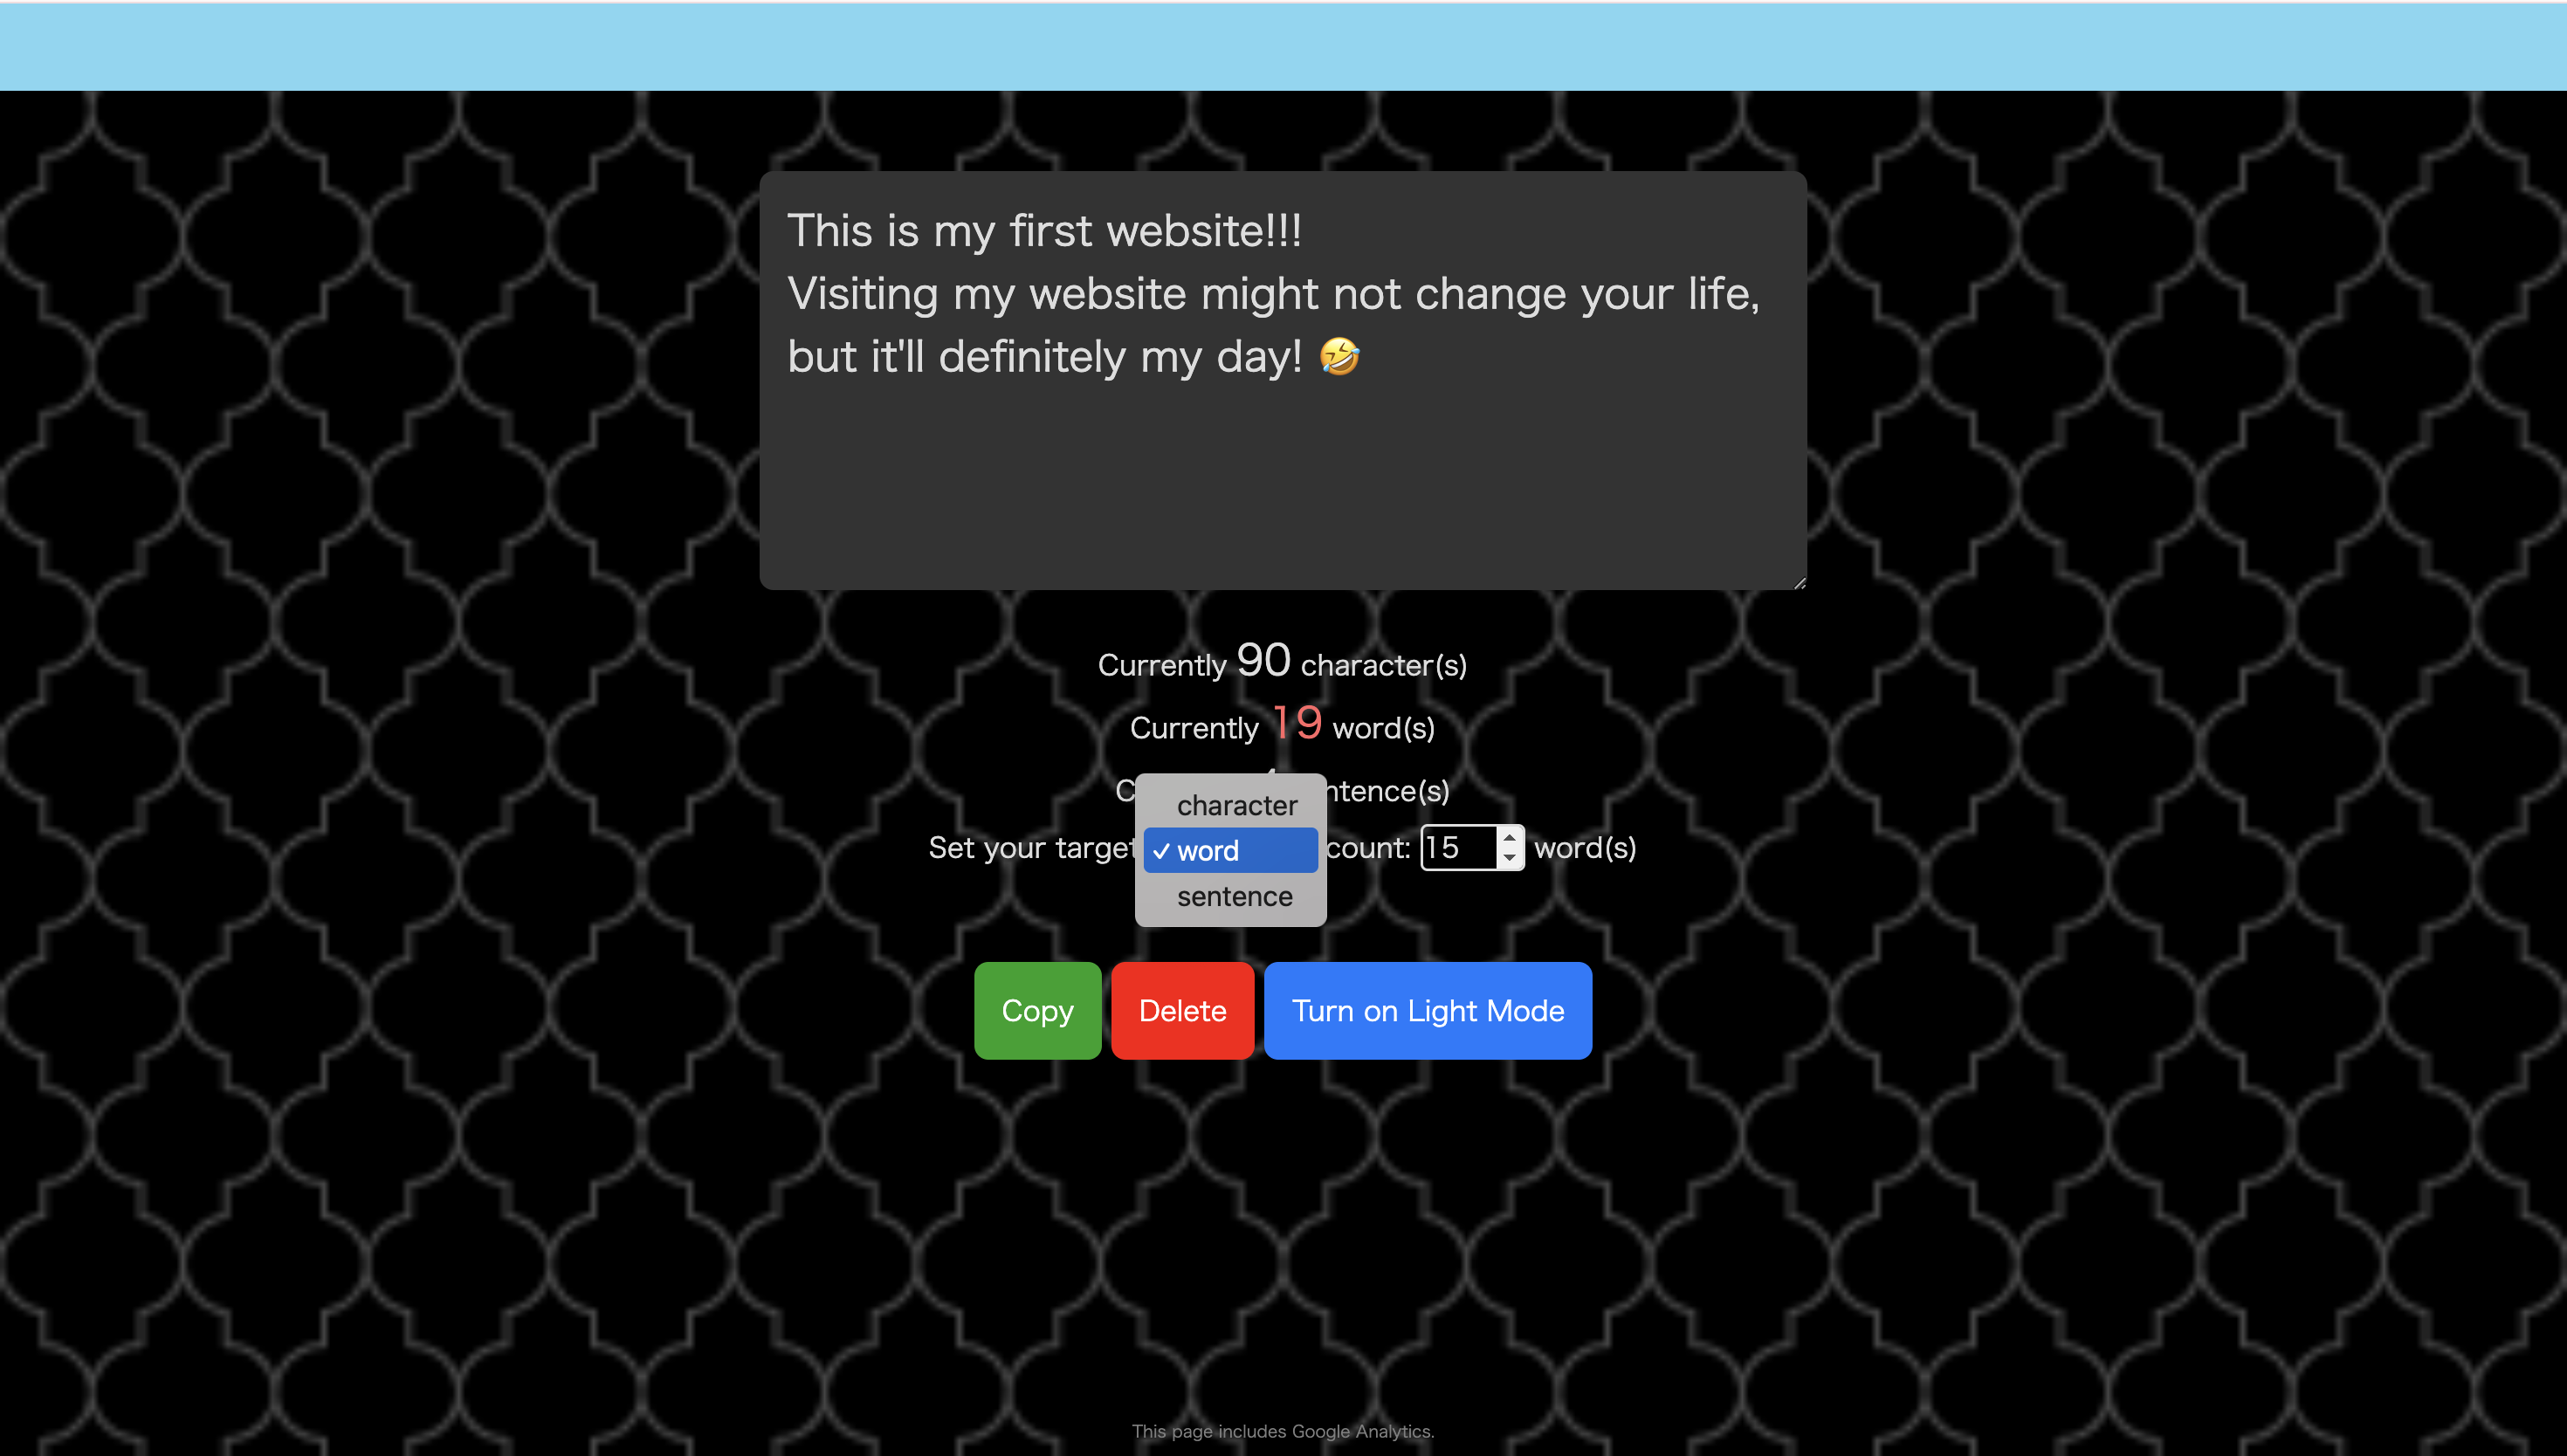 This is my first website!!!
Visiting my website might not change your life,
but it'll definitely my day! 🤣
Currently 90 character(s)
Currently 19 word(s)
ntence(s)
character
Set your target word count: 15 word(s)
sentence
Copy Delete Turn on Light Mode
This page includes Google Analytics.